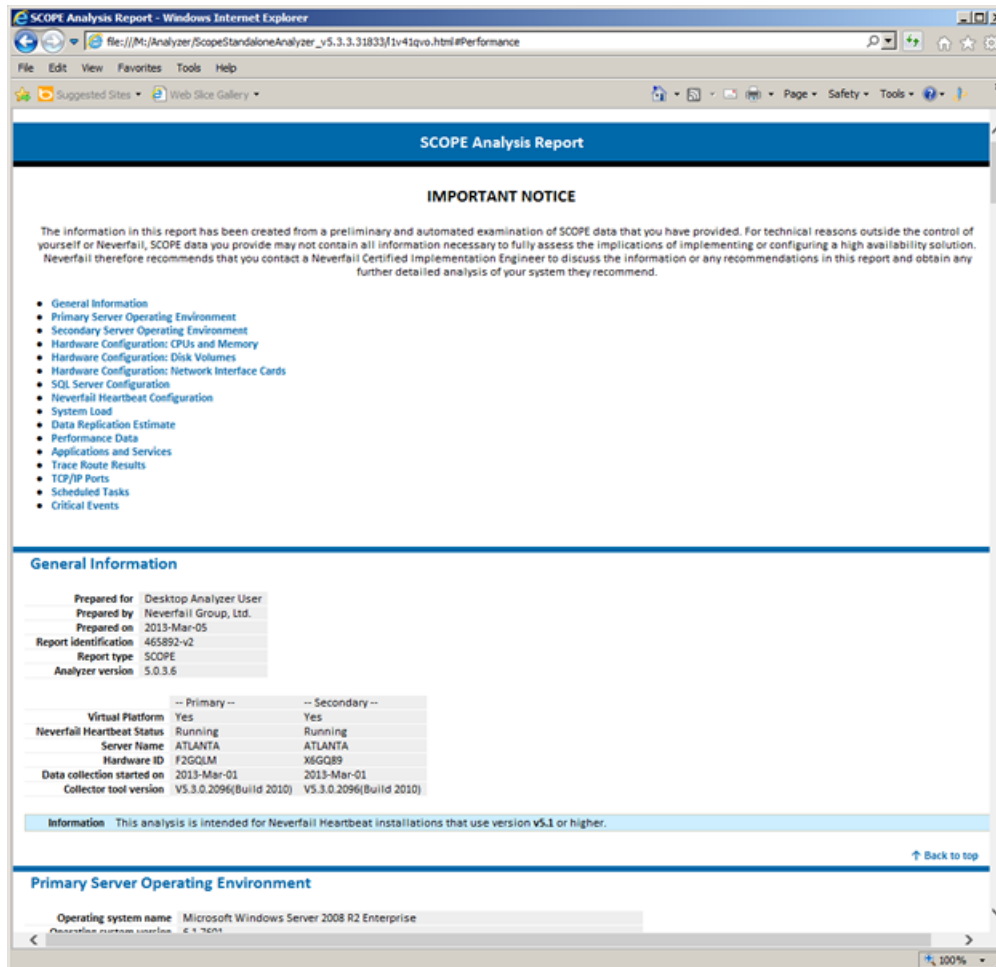 SCOPE Analysis Report - Windows Internet Explorer
file:///M:/Analyzer/ScopeStandaloneAnalyzer_v5.3.3.31833/l1v41qvo.html#Performance
File Edit View Favorites Tools Help
Suggested Sites Web Slice Gallery Page Safety Tools
SCOPE Analysis Report
IMPORTANT NOTICE
The information in this report has been created from a preliminary and automated examination of SCOPE data that you have provided. For technical reasons outside the control of
yourself or Neverfail, SCOPE data you provide may not contain all information necessary to fully assess the implications of implementing or configuring a high availability solution.
Neverfail therefore recommends that you contact a Neverfail Certified Implementation Engineer to discuss the information or any recommendations in this report and obtain any
further detailed analysis of your system they recommend.
General Information
Primary Server Operating Environment
Secondary Server Operating Environment
Hardware Configuration: CPUs and Memory
Hardware Configuration: Disk Volumes
Hardware Configuration: Network Interface Cards
SQL Server Configuration
Neverfail Heartbeat Configuration
System Load
Data Replication Estimate
Performance Data
Applications and Services
Trace Route Results
TCP/IP Ports
Scheduled Tasks
Critical Events
General Information
Prepared for Desktop Analyzer User
Prepared by Neverfail Group, Ltd.
Prepared on 2013-Mar-05
Report identification 465892-v2
Report type SCOPE
Analyzer version 5.0.3.6
-- Primary -- -- Secondary --
Virtual Platform Yes Yes
Neverfail Heartbeat Status Running Running
Server Name ATLANTA ATLANTA
Hardware ID F2GQLM X6GQ89
Data collection started on 2013-Mar-01 2013-Mar-01
Collector tool version V5.3.0.2096(Build 2010) V5.3.0.2096(Build 2010)
Information This analysis is intended for Neverfail Heartbeat installations that use version v5.1 or higher.
Back to top
Primary Server Operating Environment
Operating system name Microsoft Windows Server 2008 R2 Enterprise
Operating system version 6.1.7601
100%